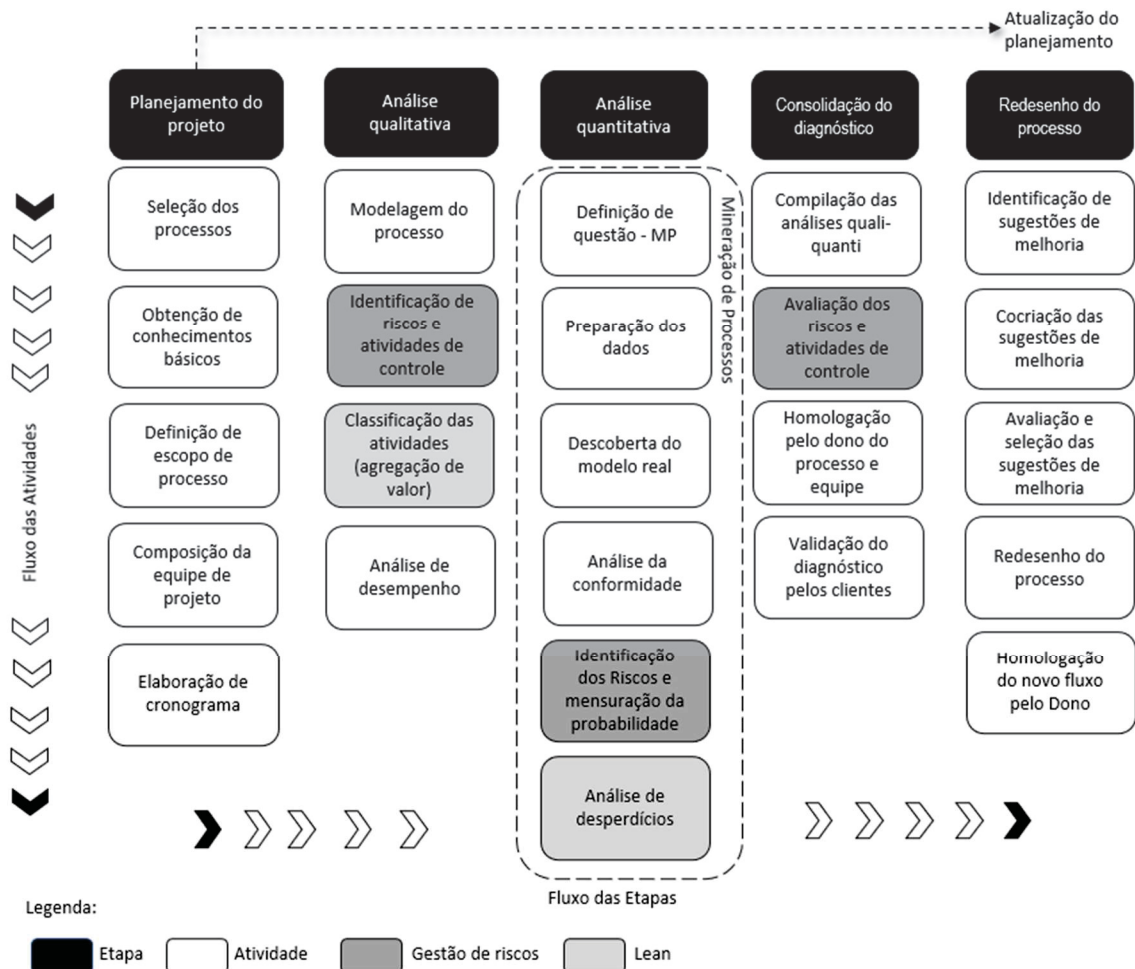 Atualização do
planejamento
Planejamento do
projeto
Análise
qualitativa
Análise
quantitativa
Consolidação do
diagnóstico
Redesenho do
processo
Fluxo das Atividades
Seleção dos
processos
Obtenção de
conhecimentos
básicos
Definição de
escopo de
processo
Composição da
equipe de
projeto
Elaboração de
cronograma
Modelagem do
processo
Identificação de
riscos e
atividades de
controle
Classificação das
atividades
(agregação de
valor)
Análise de
desempenho
Mineração de Processos
Definição de
questão - MP
Preparação dos
dados
Descoberta do
modelo real
Análise da
conformidade
Identificação
dos Riscos e
mensuração da
probabilidade
Análise de
desperdícios
Compilação das
análises quali-
quanti
Avaliação dos
riscos e
atividades de
controle
Homologação
pelo dono do
processo e
equipe
Validação do
diagnóstico
pelos clientes
Identificação de
sugestões de
melhoria
Cocriação das
sugestões de
melhoria
Avaliação e
seleção das
sugestões de
melhoria
Redesenho do
processo
Homologação
do novo fluxo
pelo Dono
Fluxo das Etapas
Legenda:
Etapa
Atividade
Gestão de riscos
Lean